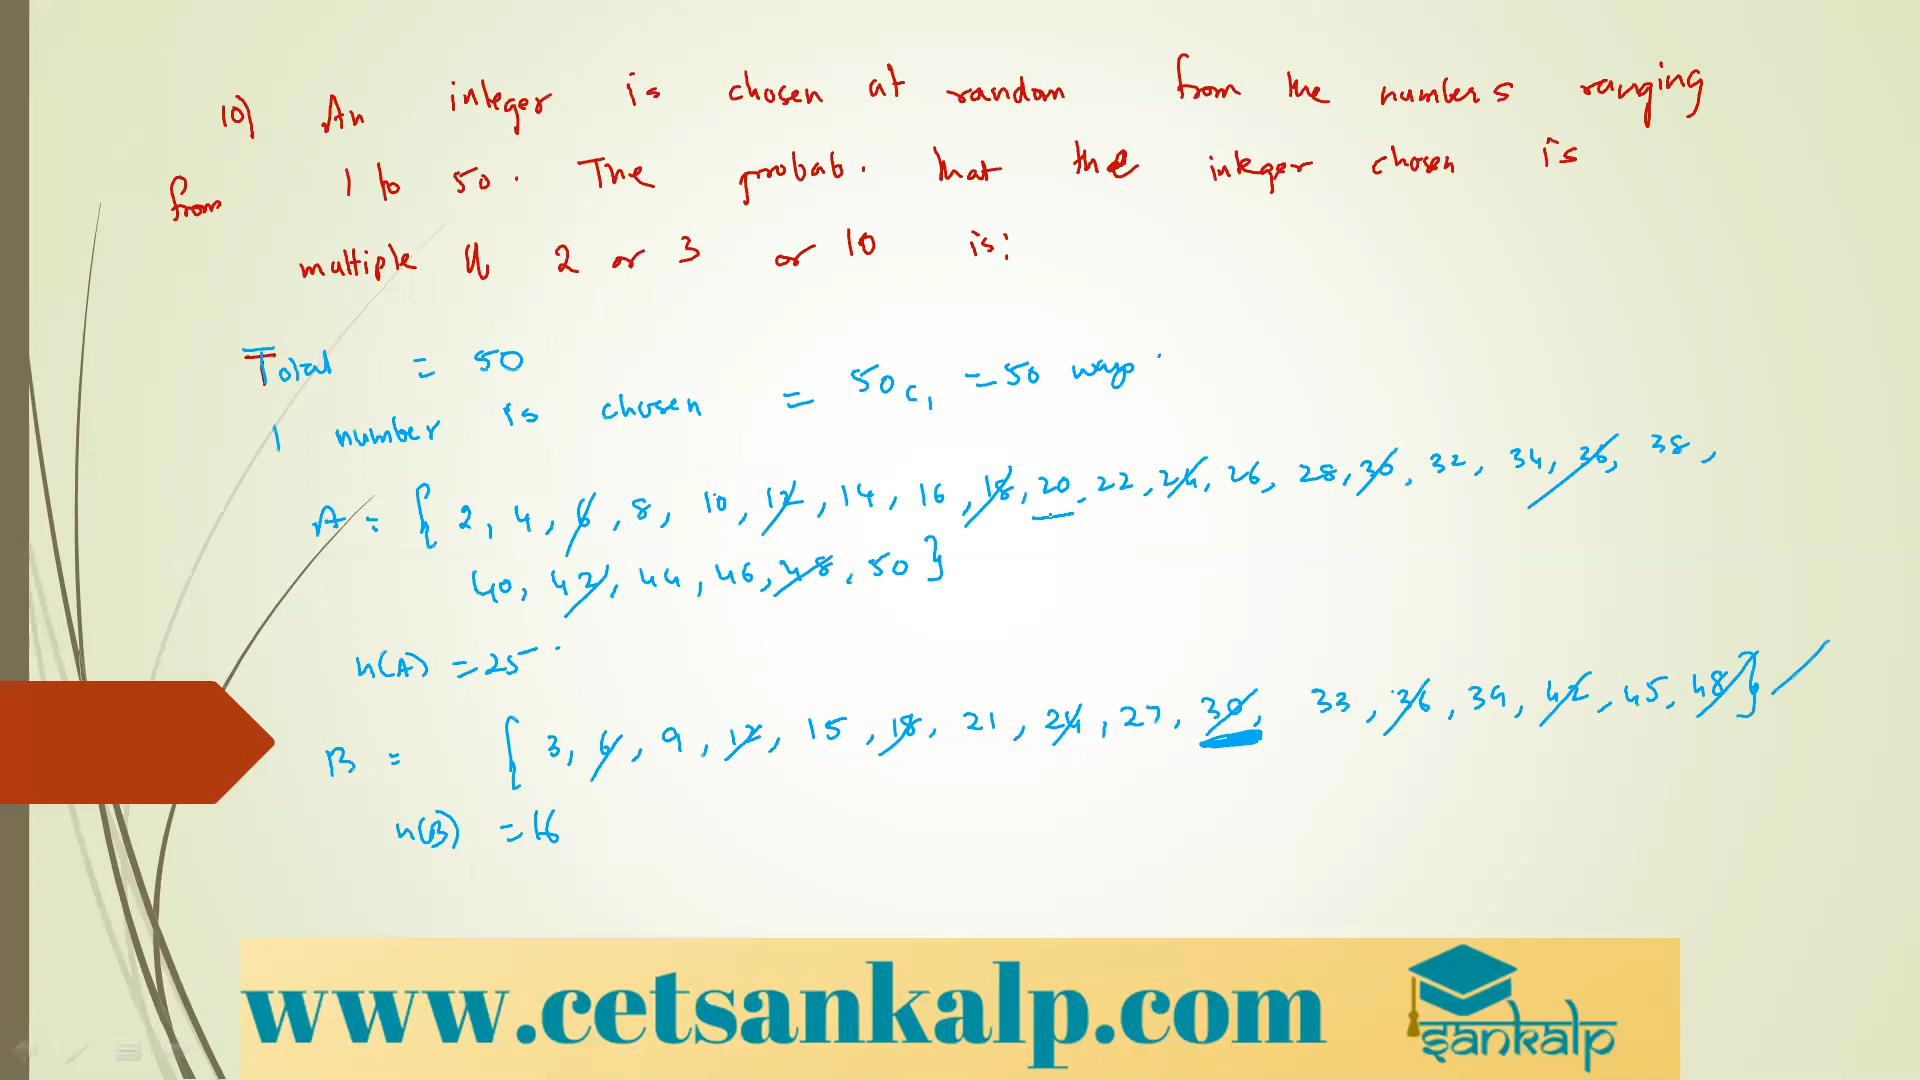 10) An integer is chosen at random from the numbers ranging
from 1 to 50. The probab. that the integer chosen is
multiple of 2 or 3 or 10 is:
Total = 50
1 number is chosen = 50c₁ = 50 ways.
A = { 2, 4, 6, 8, 10, 12, 14, 16, 18, 20, 22, 24, 26, 28, 30, 32, 34, 36, 38,
40, 42, 44, 46, 48, 50 }
n(A) = 25
B = { 3, 6, 9, 12, 15, 18, 21, 24, 27, 30, 33, 36, 39, 42, 45, 48 }
n(B) = 16
www.cetsankalp.com
sankalp